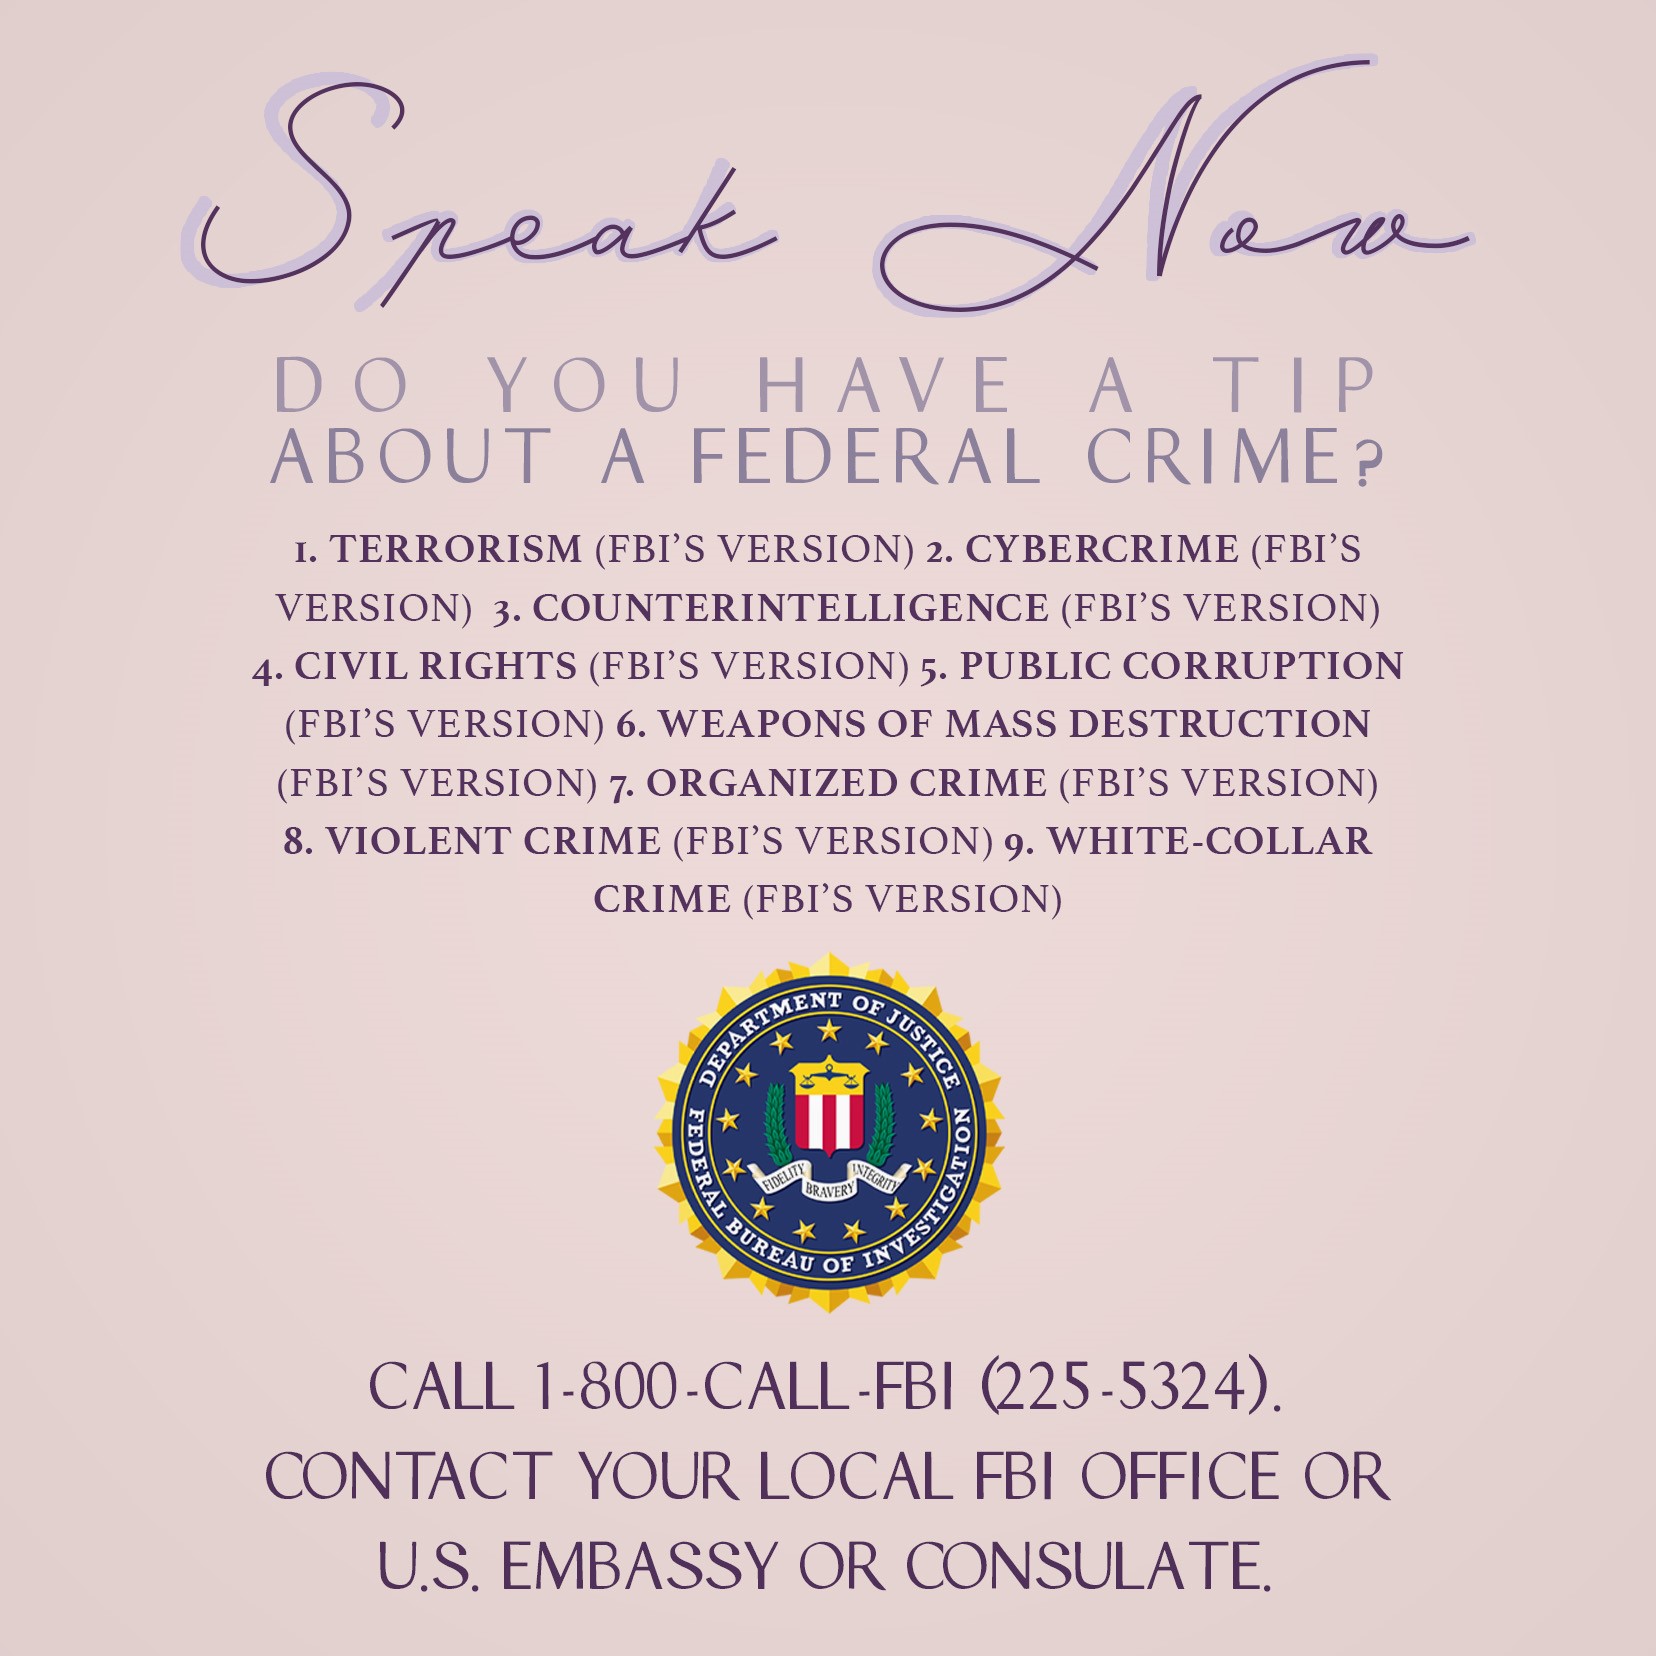 Speak Now
DO YOU HAVE A TIP
ABOUT A FEDERAL CRIME?
1. TERRORISM (FBI'S VERSION) 2. CYBERCRIME (FBI'S
VERSION) 3. COUNTERINTELLIGENCE (FBI'S VERSION)
4. CIVIL RIGHTS (FBI'S VERSION) 5. PUBLIC CORRUPTION
(FBI'S VERSION) 6. WEAPONS OF MASS DESTRUCTION
(FBI'S VERSION) 7. ORGANIZED CRIME (FBI'S VERSION)
8. VIOLENT CRIME (FBI'S VERSION) 9. WHITE-COLLAR
CRIME (FBI'S VERSION)
DEPARTMENT OF JUSTICE
FIDELITY BRAVERY INTEGRITY
FEDERAL BUREAU OF INVESTIGATION
CALL 1-800-CALL-FBI (225-5324).
CONTACT YOUR LOCAL FBI OFFICE OR
U.S. EMBASSY OR CONSULATE.